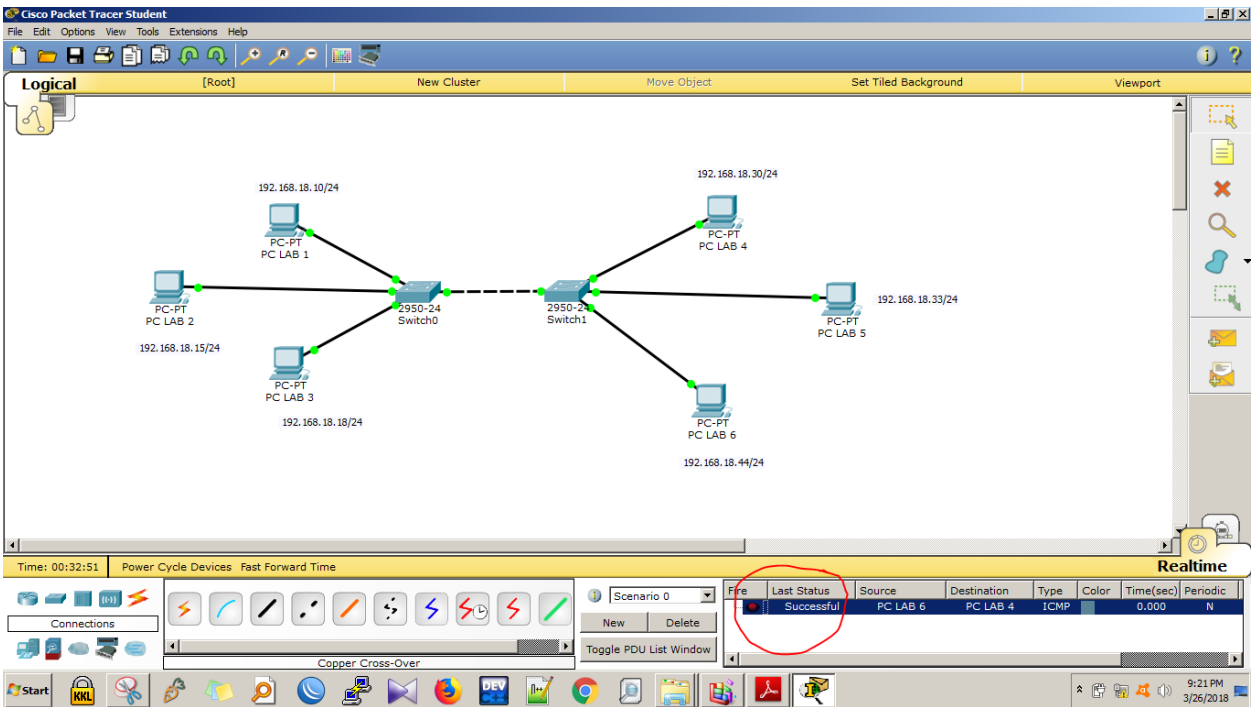 Cisco Packet Tracer Student
File Edit Options View Tools Extensions Help
Logical [Root] New Cluster Move Object Set Tiled Background Viewport
192.168.18.10/24
PC-PT
PC LAB 1
PC-PT
PC LAB 2
192.168.18.15/24
PC-PT
PC LAB 3
192.168.18.18/24
2950-24
Switch0
2950-24
Switch1
192.168.18.30/24
PC-PT
PC LAB 4
192.168.18.33/24
PC-PT
PC LAB 5
PC-PT
PC LAB 6
192.168.18.44/24
Time: 00:32:51 Power Cycle Devices Fast Forward Time Realtime
Connections
Copper Cross-Over
Scenario 0
New Delete
Toggle PDU List Window
Fire Last Status Source Destination Type Color Time(sec) Periodic
Successful PC LAB 6 PC LAB 4 ICMP 0.000 N
Start KKL DEV 9:21 PM
3/26/2018